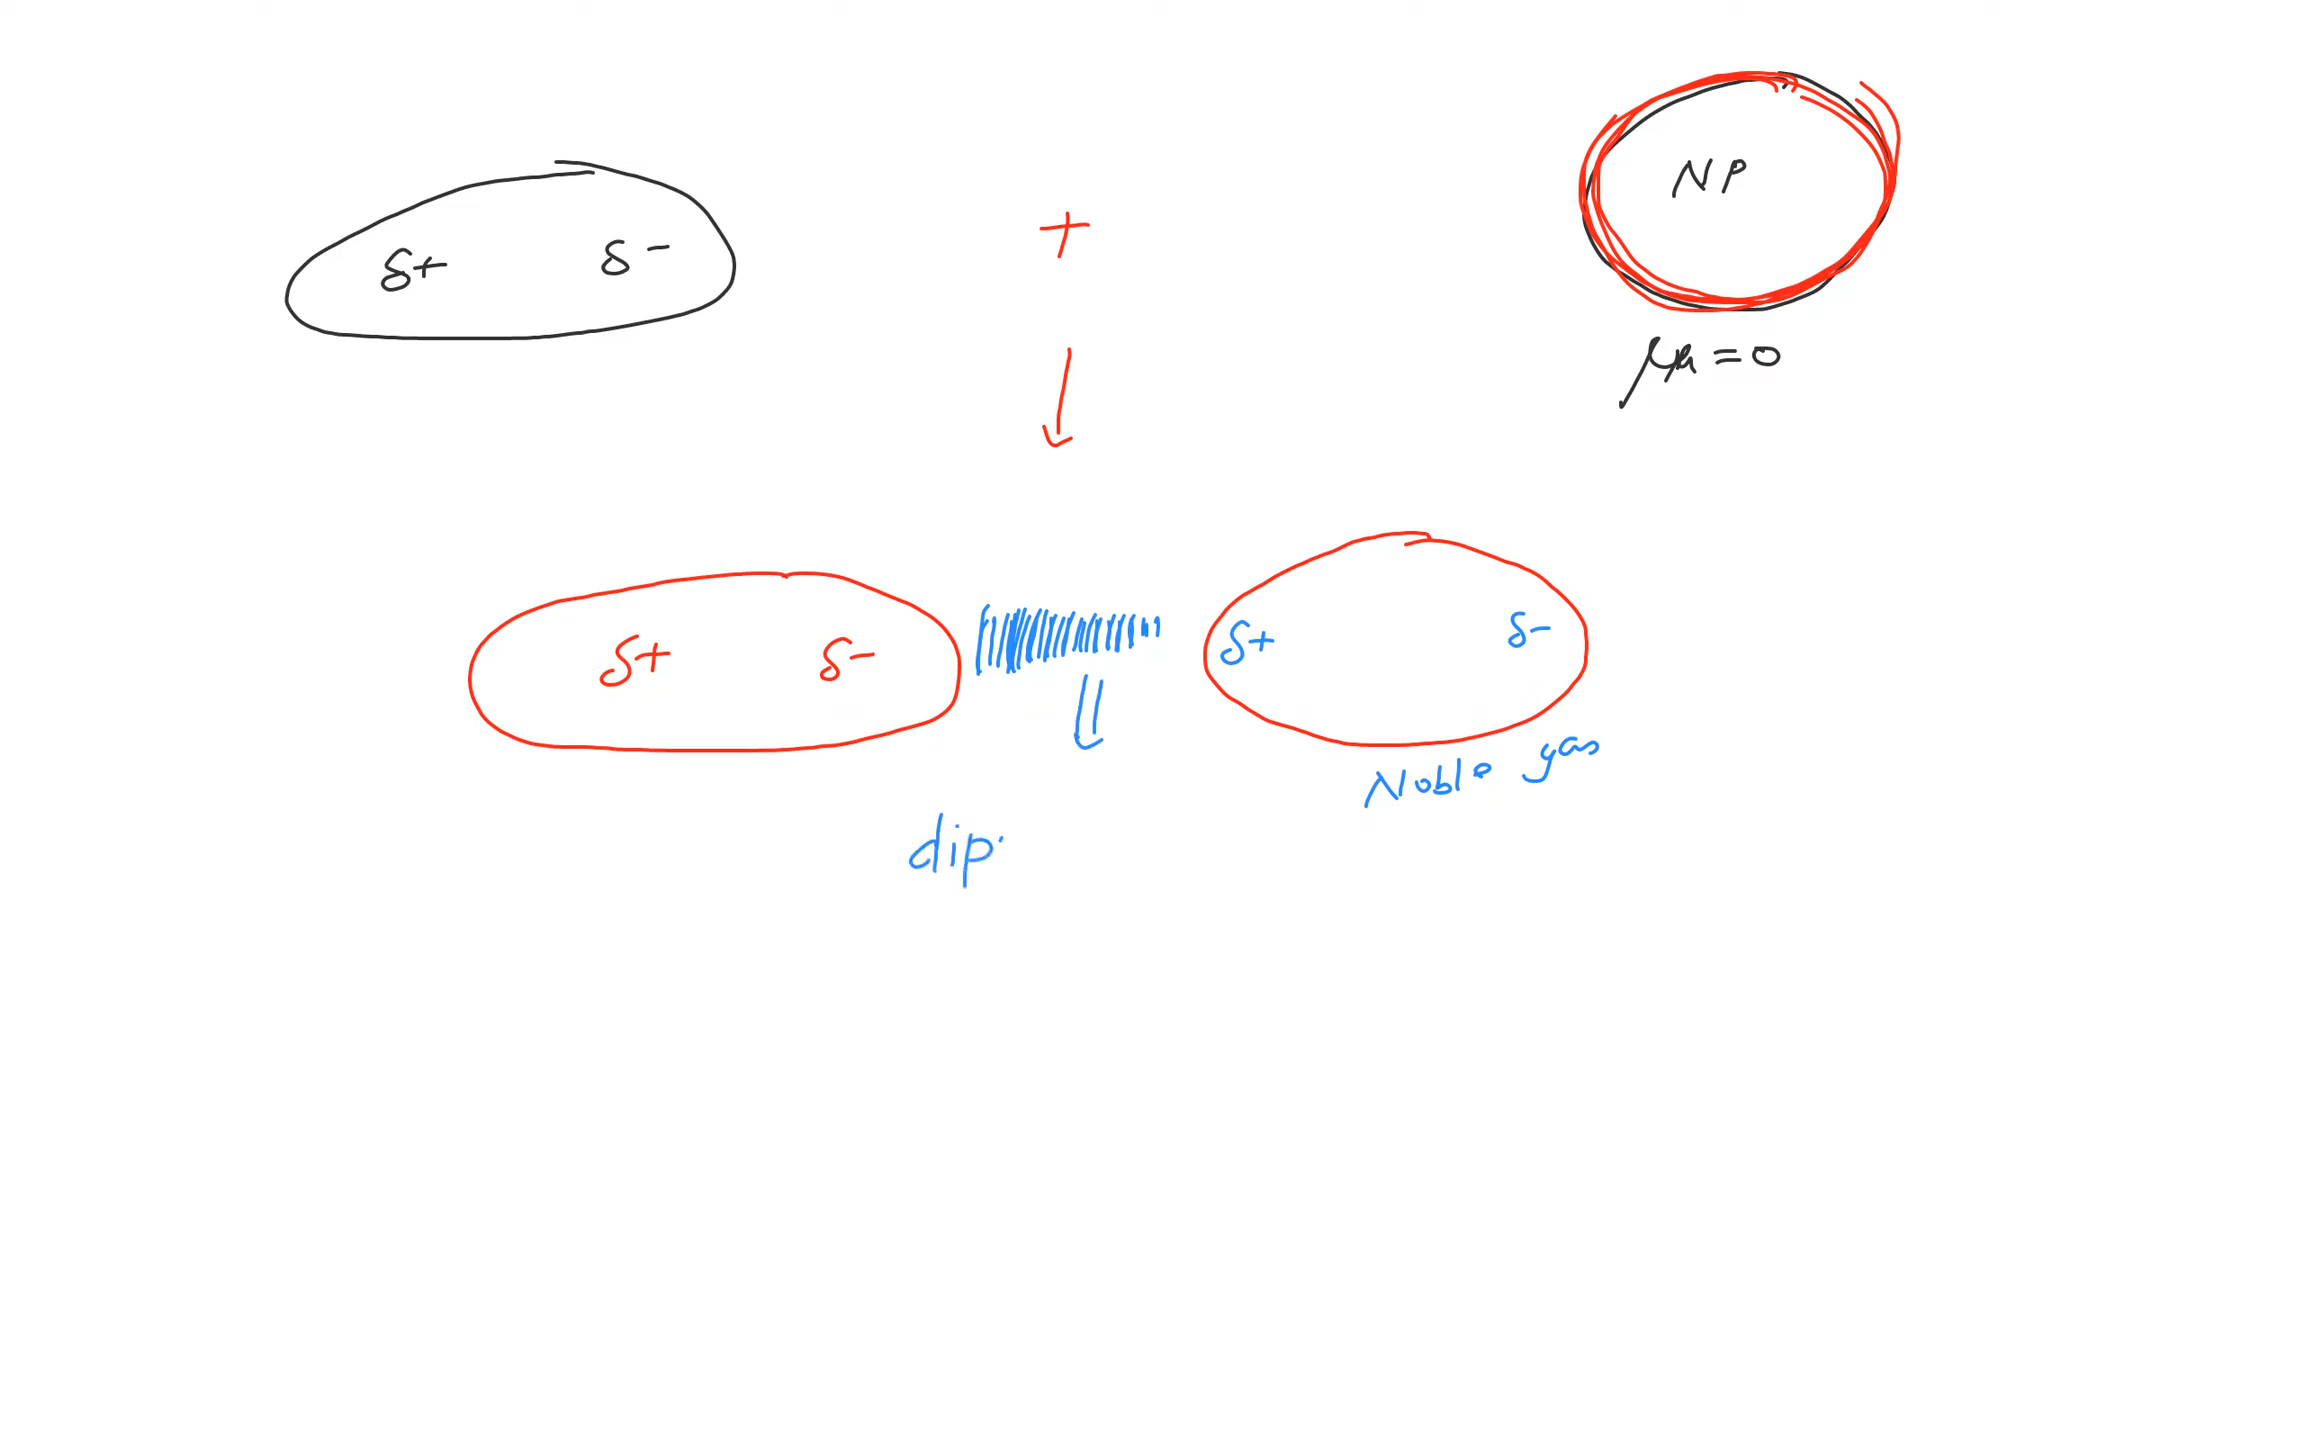 NP
δ+ δ-
+
μ = 0
δ+ δ- δ+ δ-
Noble gas
dip